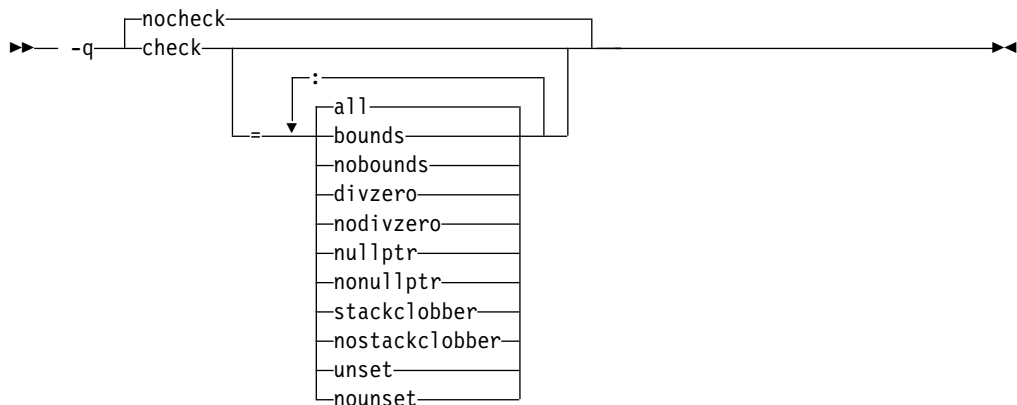 nocheck
-q check
:
all
= bounds
nobounds
divzero
nodivzero
nullptr
nonullptr
stackclobber
nostackclobber
unset
nounset